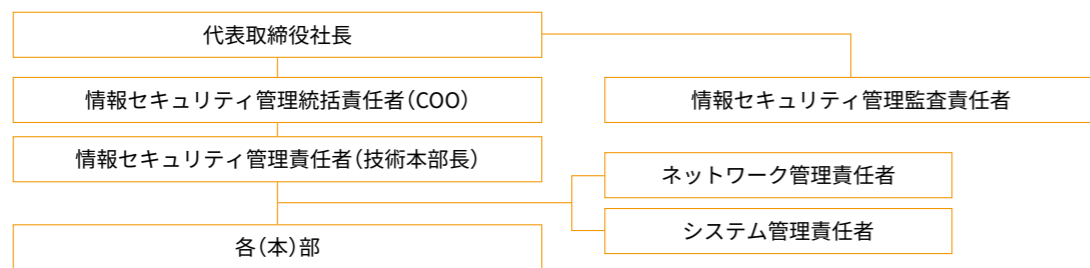 代表取締役社長
情報セキュリティ管理統括責任者(COO)
情報セキュリティ管理監査責任者
情報セキュリティ管理責任者(技術本部長)
ネットワーク管理責任者
システム管理責任者
各(本)部